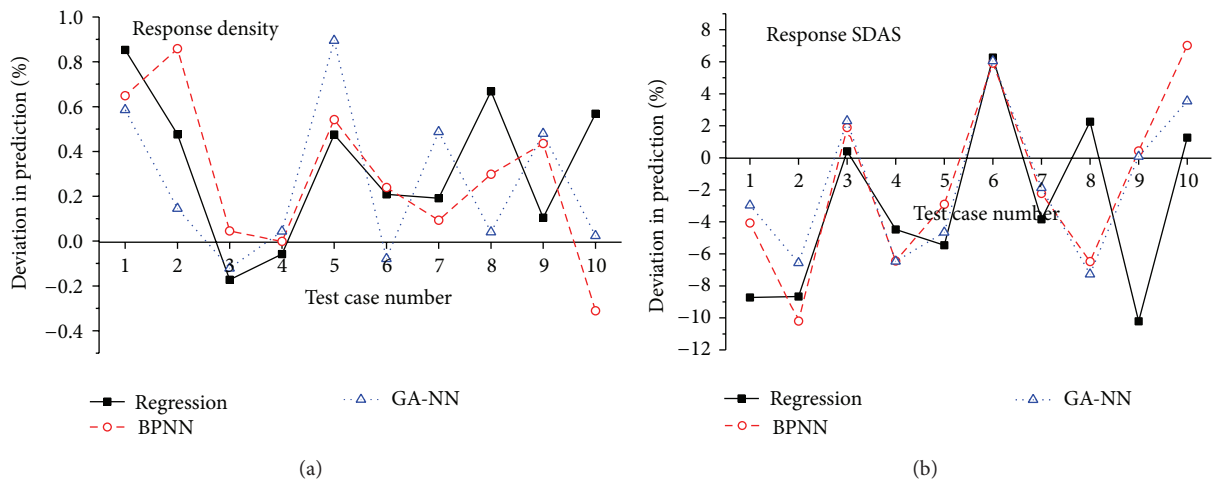 Response density
Deviation in prediction (%)
1.0
0.8
0.6
0.4
0.2
0.0
−0.2
−0.4
1 2 3 4 5 6 7 8 9 10
Test case number
Regression
BPNN
GA-NN
(a)
Response SDAS
Deviation in prediction (%)
8
6
4
2
0
−2
−4
−6
−8
−10
−12
1 2 3 4 5 6 7 8 9 10
Test case number
Regression
BPNN
GA-NN
(b)